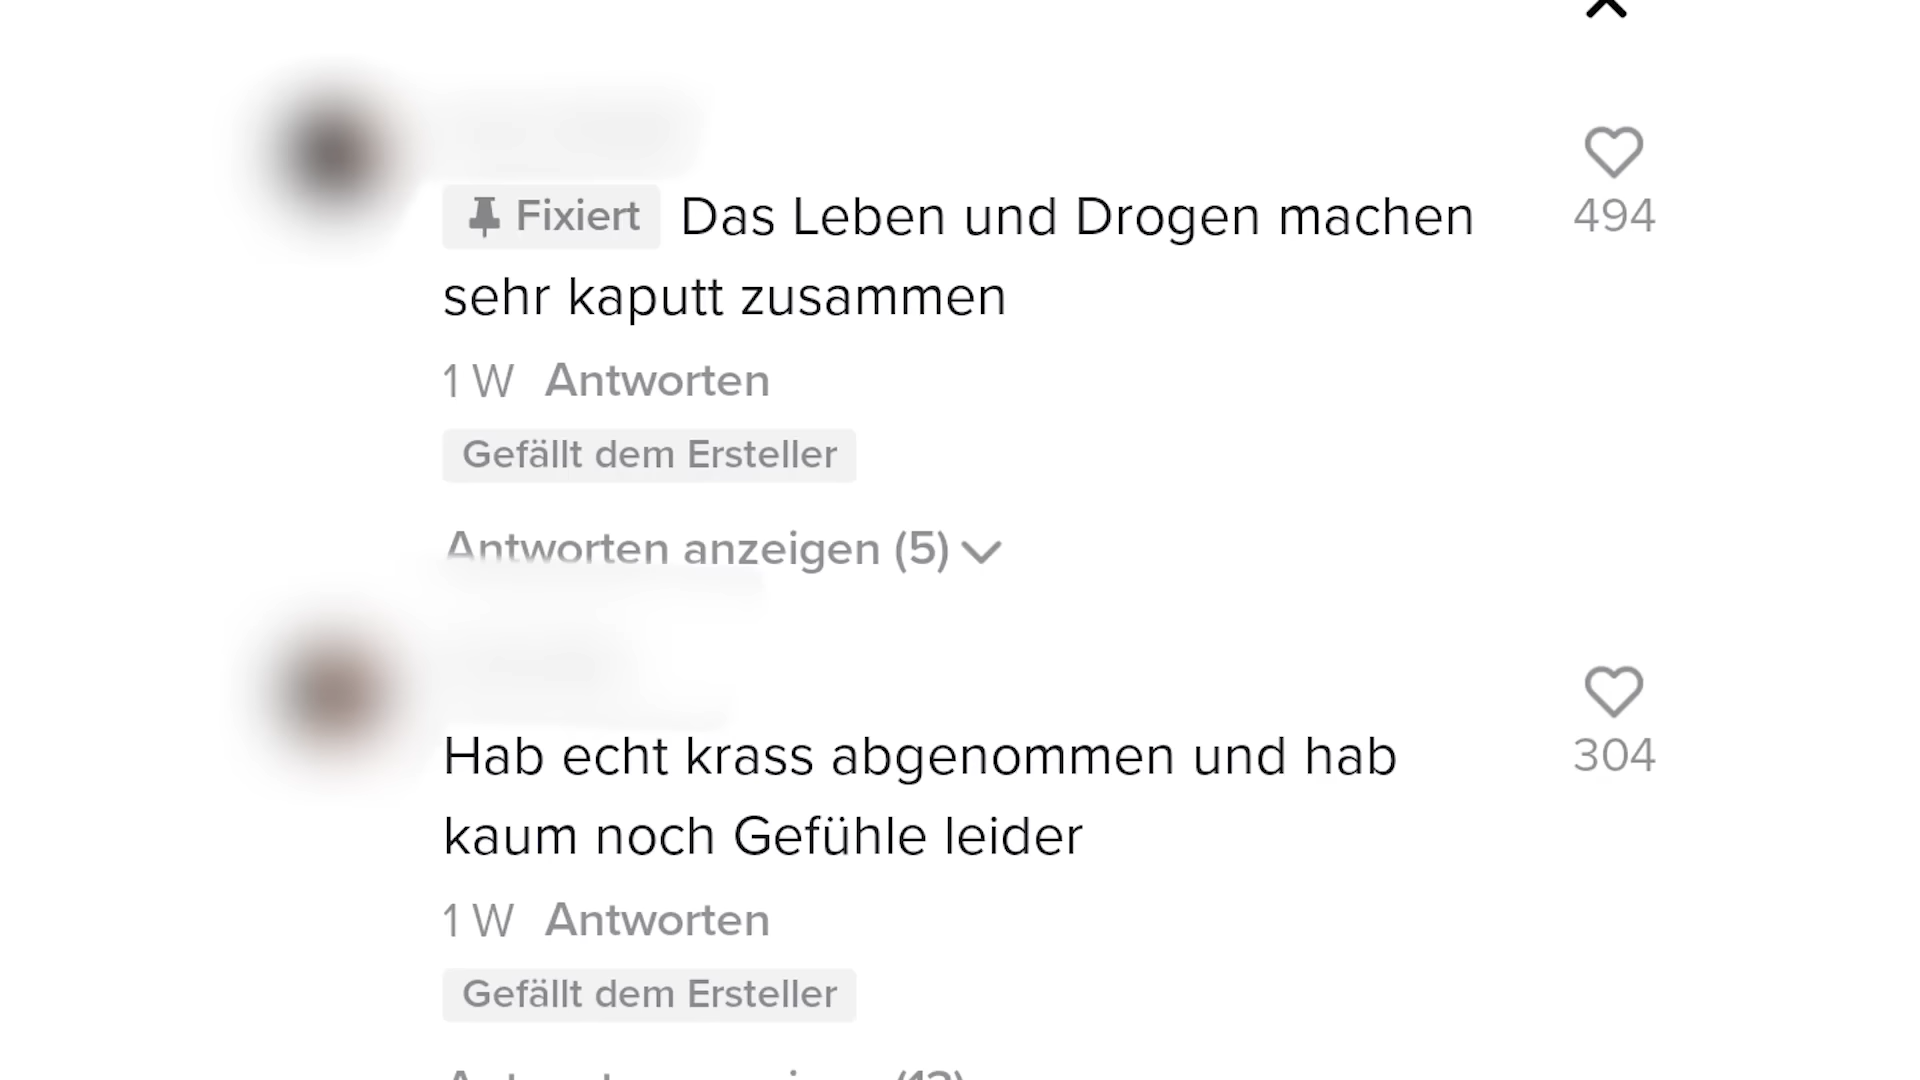 Fixiert Das Leben und Drogen machen
494
sehr kaputt zusammen
1 W Antworten
Gefällt dem Ersteller
Antworten anzeigen (5)
Hab echt krass abgenommen und hab
304
kaum noch Gefühle leider
1 W Antworten
Gefällt dem Ersteller